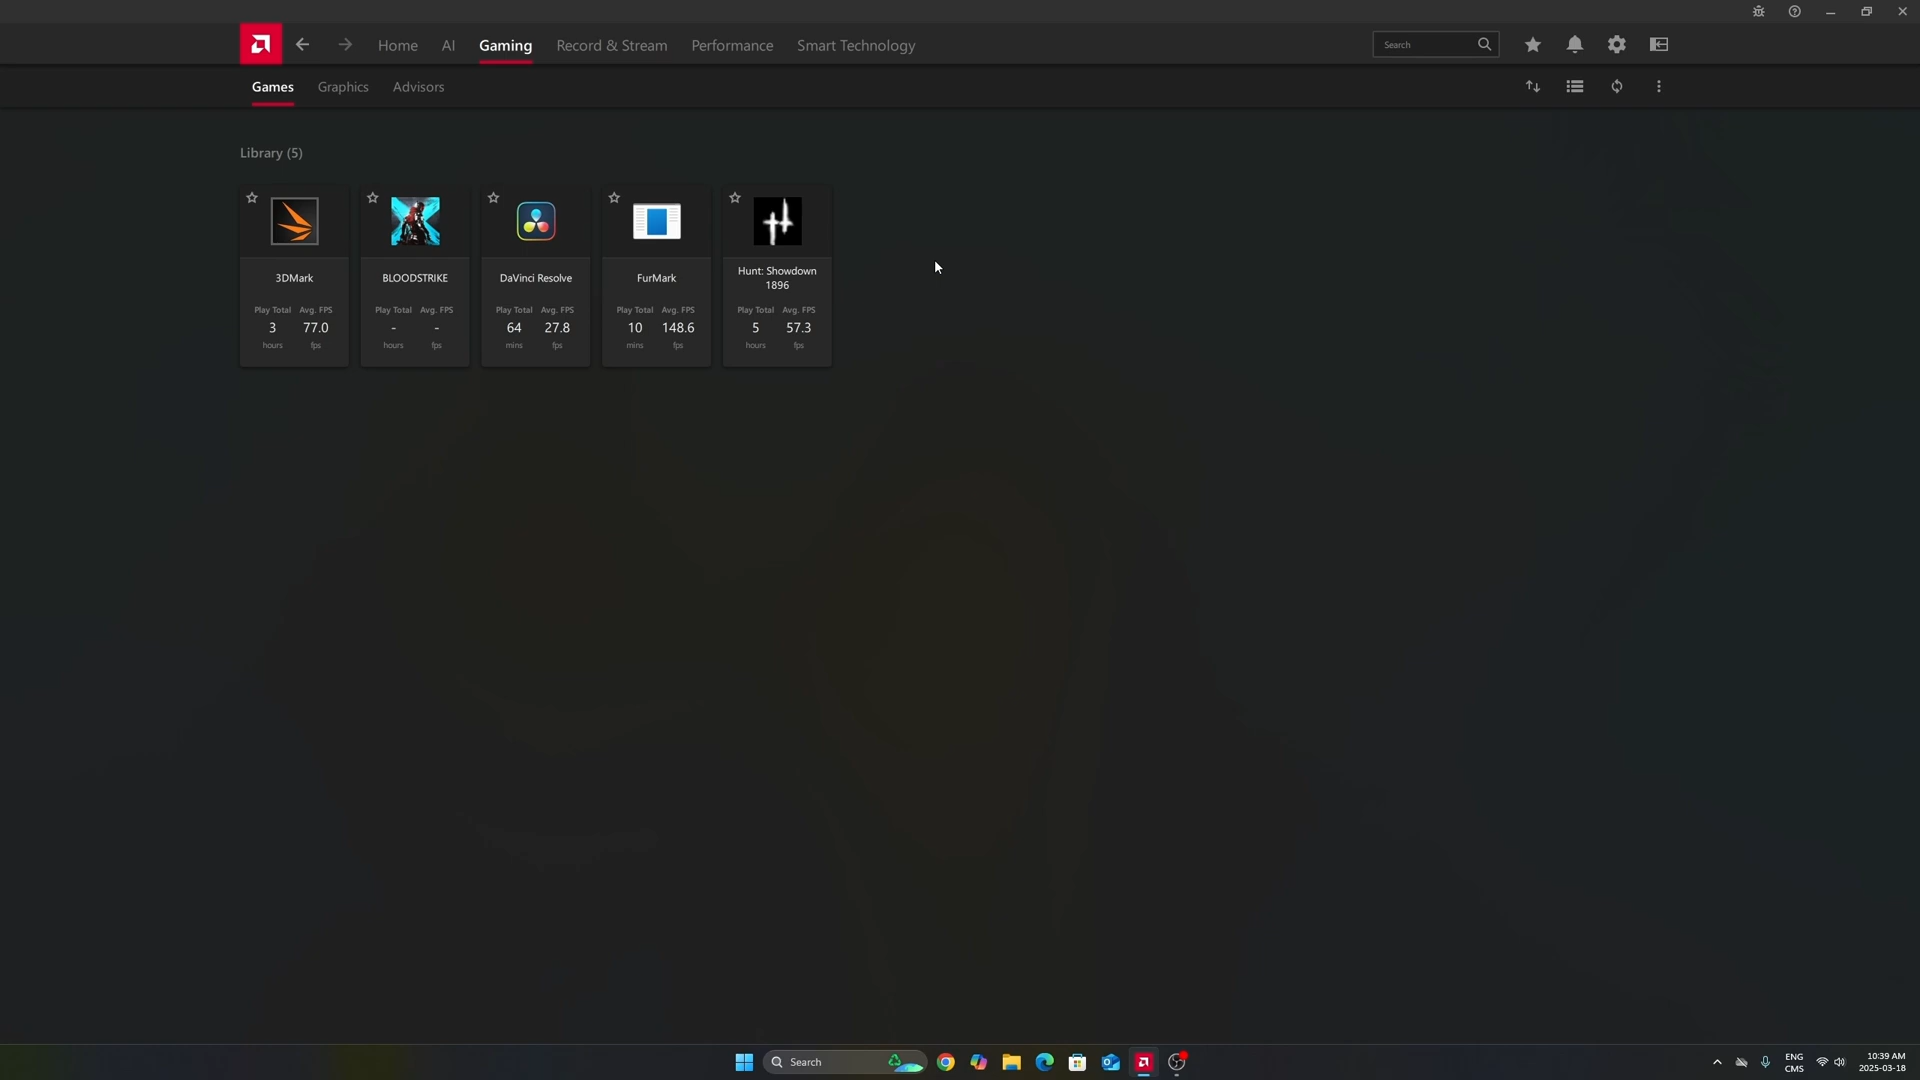 Home AI Gaming Record & Stream Performance Smart Technology Search
Games Graphics Advisors
Library (5)
3DMark BLOODSTRIKE DaVinci Resolve FurMark Hunt: Showdown
1896
Play Total Avg. FPS Play Total Avg. FPS Play Total Avg. FPS Play Total Avg. FPS Play Total Avg. FPS
3 77.0 - - 64 27.8 10 148.6 5 57.3
hours fps hours fps mins fps mins fps hours fps
Search ENG 10:39 AM
CMS 2025-03-18